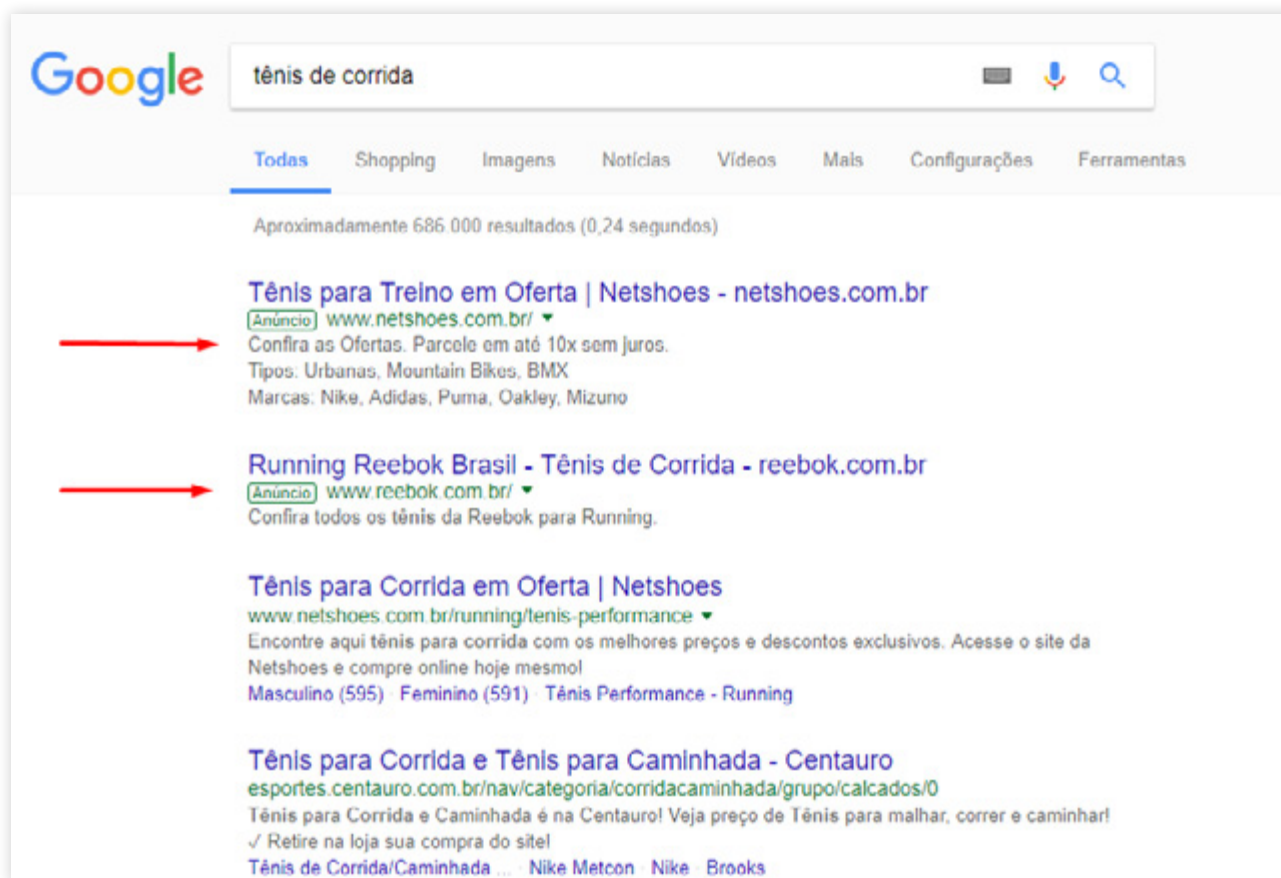 Google
tênis de corrida
Todas Shopping Imagens Notícias Vídeos Mais Configurações Ferramentas
Aproximadamente 686.000 resultados (0,24 segundos)
Tênis para Treino em Oferta | Netshoes - netshoes.com.br
Anúncio www.netshoes.com.br/
Confira as Ofertas. Parcele em até 10x sem juros.
Tipos: Urbanas, Mountain Bikes, BMX
Marcas: Nike, Adidas, Puma, Oakley, Mizuno
Running Reebok Brasil - Tênis de Corrida - reebok.com.br
Anúncio www.reebok.com.br/
Confira todos os tênis da Reebok para Running.
Tênis para Corrida em Oferta | Netshoes
www.netshoes.com.br/running/tenis-performance
Encontre aqui tênis para corrida com os melhores preços e descontos exclusivos. Acesse o site da
Netshoes e compre online hoje mesmo!
Masculino (595) · Feminino (591) · Tênis Performance - Running
Tênis para Corrida e Tênis para Caminhada - Centauro
esportes.centauro.com.br/nav/categoria/corridacaminhada/grupo/calcados/0
Tênis para Corrida e Caminhada é na Centauro! Veja preço de Tênis para malhar, correr e caminhar!
✓ Retire na loja sua compra do site!
Tênis de Corrida/Caminhada ... · Nike Metcon · Nike · Brooks